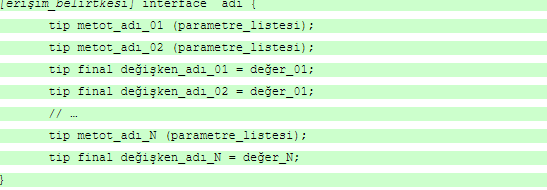 [erişim_belirtkesi] interface adı {
tip metot_adı_01 (parametre_listesi);
tip metot_adı_02 (parametre_listesi);
tip final değişken_adı_01 = değer_01;
tip final değişken_adı_02 = değer_01;
// …
tip metot_adı_N (parametre_listesi);
tip final değişken_adı_N = değer_N;
}